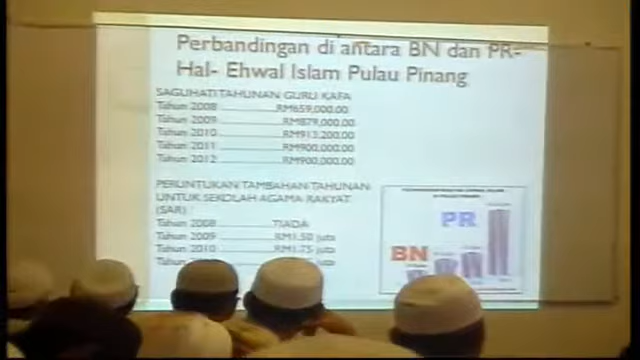 Perbandingan di antara BN dan PR-
Hal- Ehwal Islam Pulau Pinang
SAGUHATI TAHUNAN GURU KAFA
Tahun 2008 RM659,000.00
Tahun 2009 RM879,000.00
Tahun 2010 RM913,200.00
Tahun 2011 RM900,000.00
Tahun 2012 RM900,000.00
PERUNTUKAN TAMBAHAN TAHUNAN
UNTUK SEKOLAH AGAMA RAKYAT
(SAR)
Tahun 2008 TIADA
Tahun 2009 RM1.50 juta
Tahun 2010 RM1.75 juta
juta
PR
BN